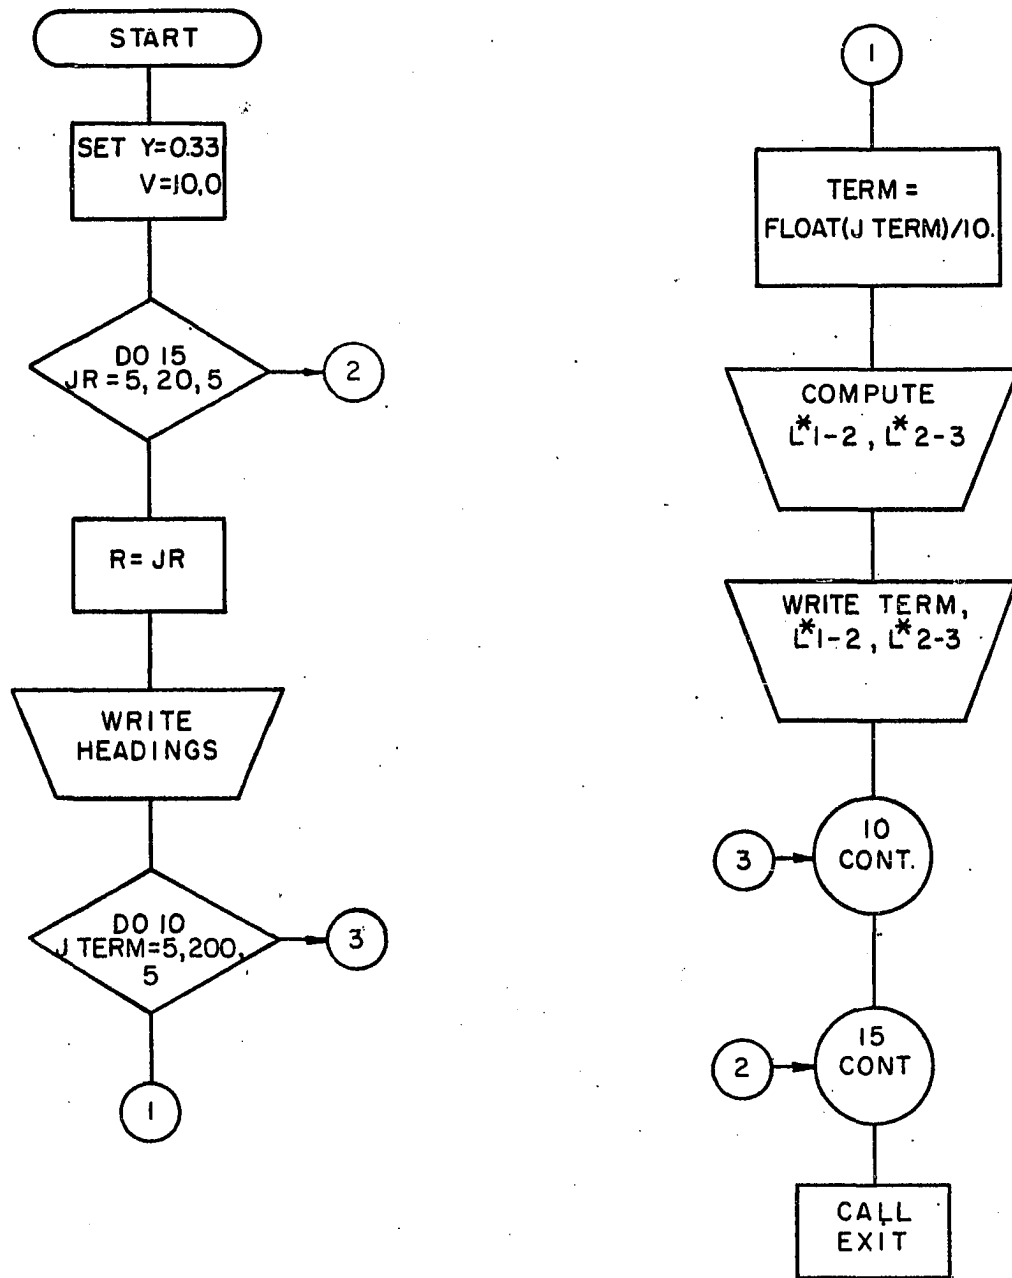 START
SET Y=0.33
V=10,0
DO 15
JR=5, 20, 5
2
R= JR
WRITE
HEADINGS
DO 10
J TERM=5,200,
5
3
1
1
TERM=
FLOAT(J TERM)/10.
COMPUTE
L*1-2, L*2-3
WRITE TERM,
L*1-2, L*2-3
10
CONT.
3
15
CONT
2
CALL
EXIT